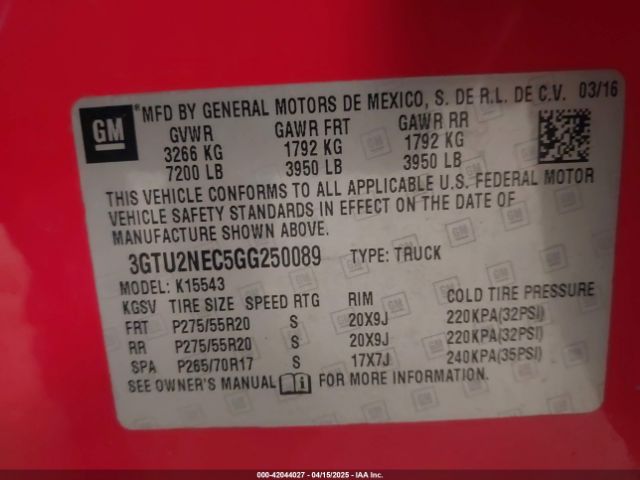 GM
*MFD BY GENERAL MOTORS DE MEXICO, S. DE R.L. DE C.V. 03/16
GVWR GAWR FRT GAWR RR
3266 KG 1792 KG 1792 KG
7200 LB 3950 LB 3950 LB
THIS VEHICLE CONFORMS TO ALL APPLICABLE U.S. FEDERAL MOTOR
VEHICLE SAFETY STANDARDS IN EFFECT ON THE DATE OF
MANUFACTURE SHOWN ABOVE.
3GTU2NEC5GG250089 TYPE: TRUCK
MODEL: K15543
KGSV TIRE SIZE SPEED RTG RIM COLD TIRE PRESSURE
FRT P275/55R20 S 20X9J 220KPA(32PSI)
RR P275/55R20 S 20X9J 220KPA(32PSI)
SPA P265/70R17 S 17X7J 240KPA(35PSI)
SEE OWNER'S MANUAL FOR MORE INFORMATION.
000-42044027 - 04/15/2025 - IAA Inc.